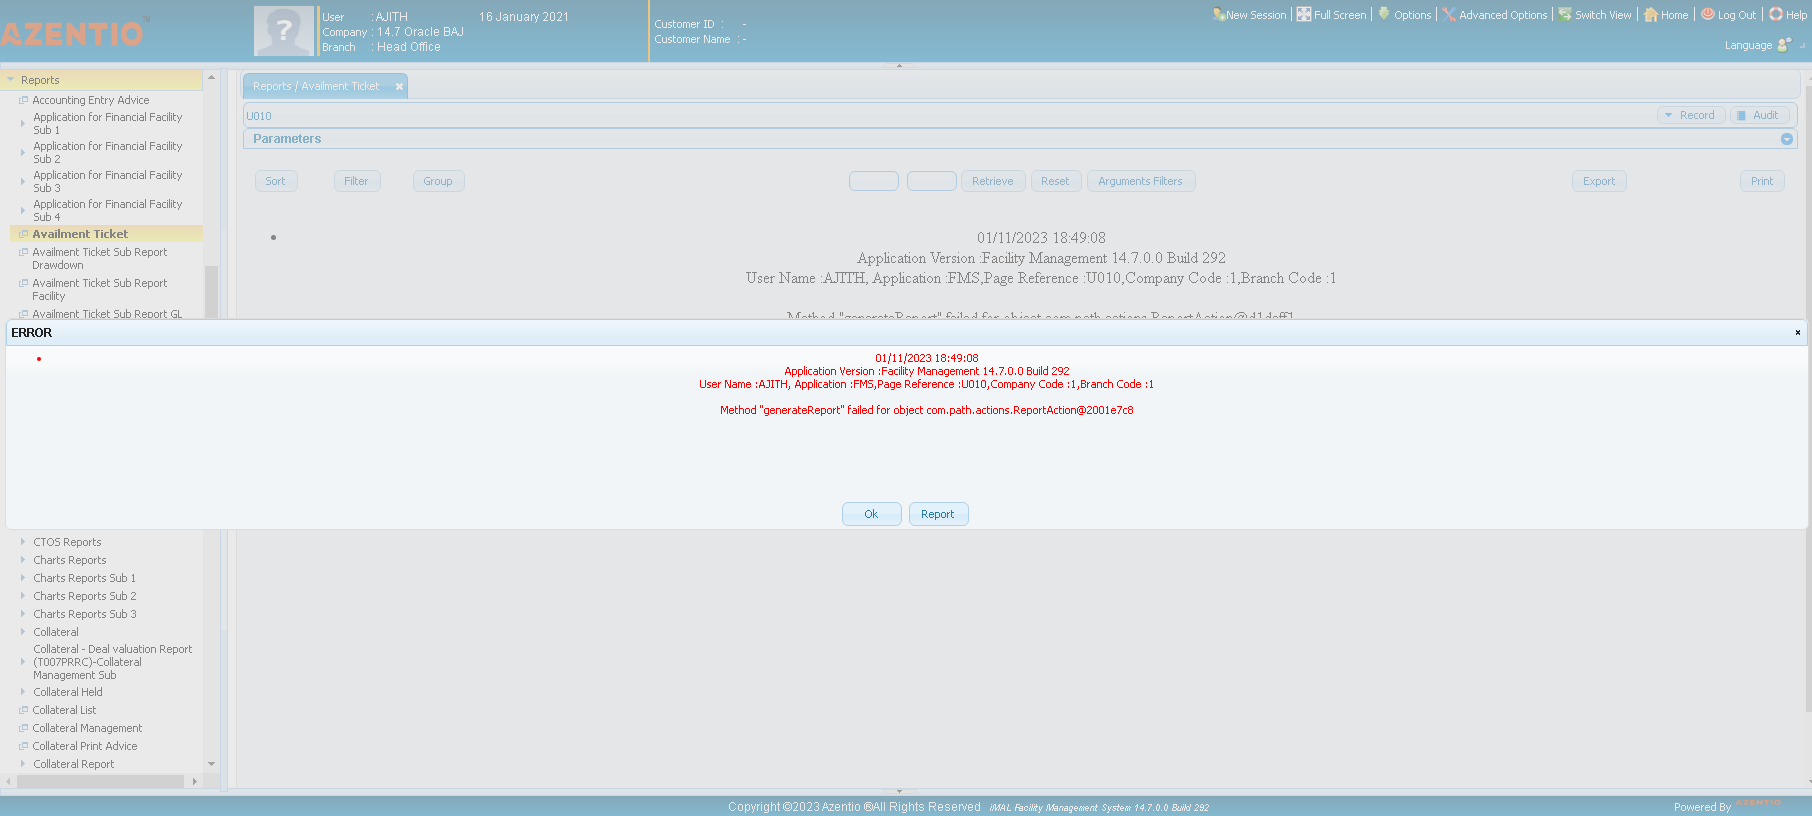 AZENTIO™
User : AJITH 16 January 2021
Company : 14.7 Oracle BAJ
Branch : Head Office
Customer ID : -
Customer Name : -
New Session Full Screen Options Advanced Options Switch View Home Log Out Help
Language
Reports
Accounting Entry Advice
Application for Financial Facility
Sub 1
Application for Financial Facility
Sub 2
Application for Financial Facility
Sub 3
Application for Financial Facility
Sub 4
Availment Ticket
Availment Ticket Sub Report
Drawdown
Availment Ticket Sub Report
Facility
Availment Ticket Sub Report GL
Reports / Availment Ticket
U010
Record Audit
Parameters
Sort Filter Group Retrieve Reset Arguments Filters Export Print
01/11/2023 18:49:08
Application Version :Facility Management 14.7.0.0 Build 292
User Name :AJITH, Application :FMS,Page Reference :U010,Company Code :1,Branch Code :1
Method "generateReport" failed for object com.path.actions.ReportAction@d1daff1
ERROR
01/11/2023 18:49:08
Application Version :Facility Management 14.7.0.0 Build 292
User Name :AJITH, Application :FMS,Page Reference :U010,Company Code :1,Branch Code :1
Method "generateReport" failed for object com.path.actions.ReportAction@2001e7c8
Ok Report
CTOS Reports
Charts Reports
Charts Reports Sub 1
Charts Reports Sub 2
Charts Reports Sub 3
Collateral
Collateral - Deal valuation Report
(T007PRRC)-Collateral
Management Sub
Collateral Held
Collateral List
Collateral Management
Collateral Print Advice
Collateral Report
Copyright ©2023 Azentio ®All Rights Reserved iMAL Facility Management System 14.7.0.0 Build 292
Powered By AZENTIO